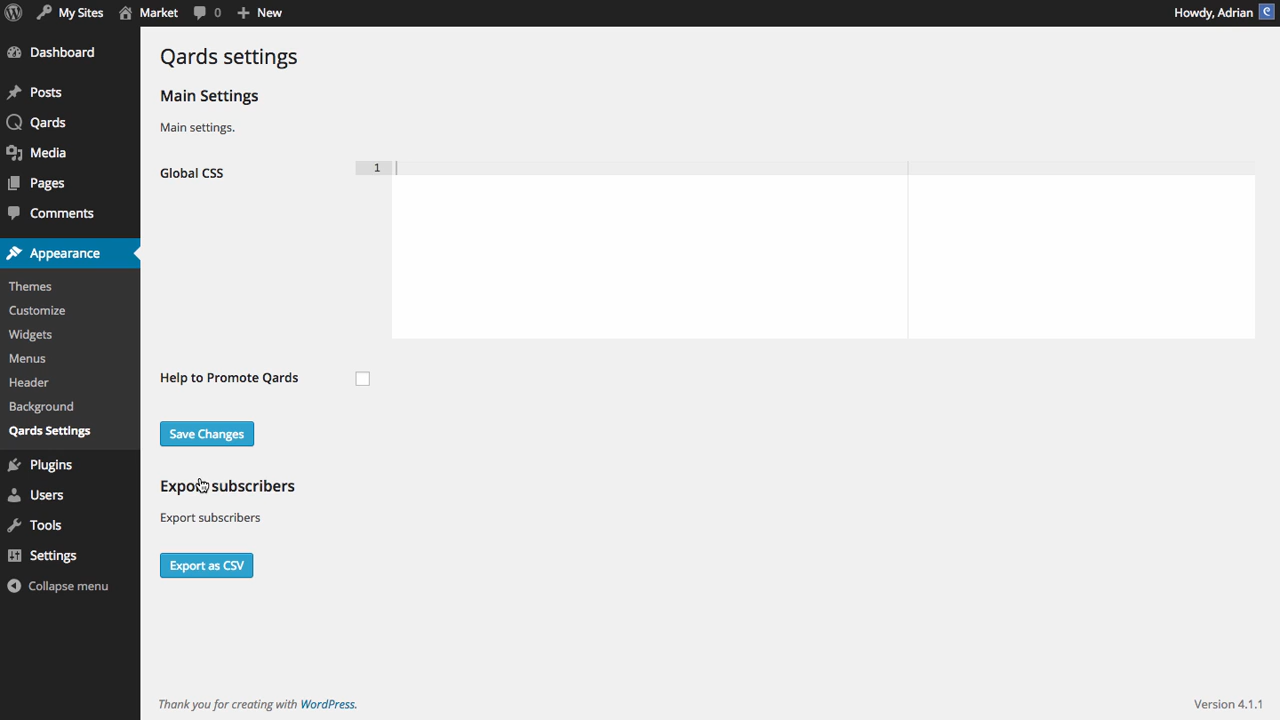 My Sites Market 0 New Howdy, Adrian
Dashboard
Posts
Qards
Media
Pages
Comments
Appearance
Themes
Customize
Widgets
Menus
Header
Background
Qards Settings
Plugins
Users
Tools
Settings
Collapse menu
Qards settings
Main Settings
Main settings.
Global CSS
1
Help to Promote Qards
Save Changes
Export subscribers
Export subscribers
Export as CSV
Thank you for creating with WordPress.
Version 4.1.1